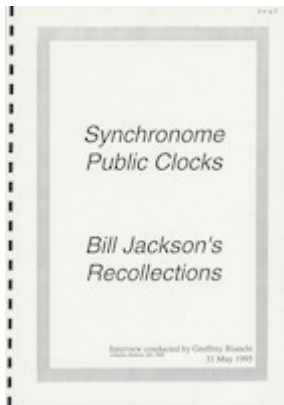 Synchronome
Public Clocks
Bill Jackson's
Recollections
Interview conducted by Geoffrey Bianchi
31 May 1995